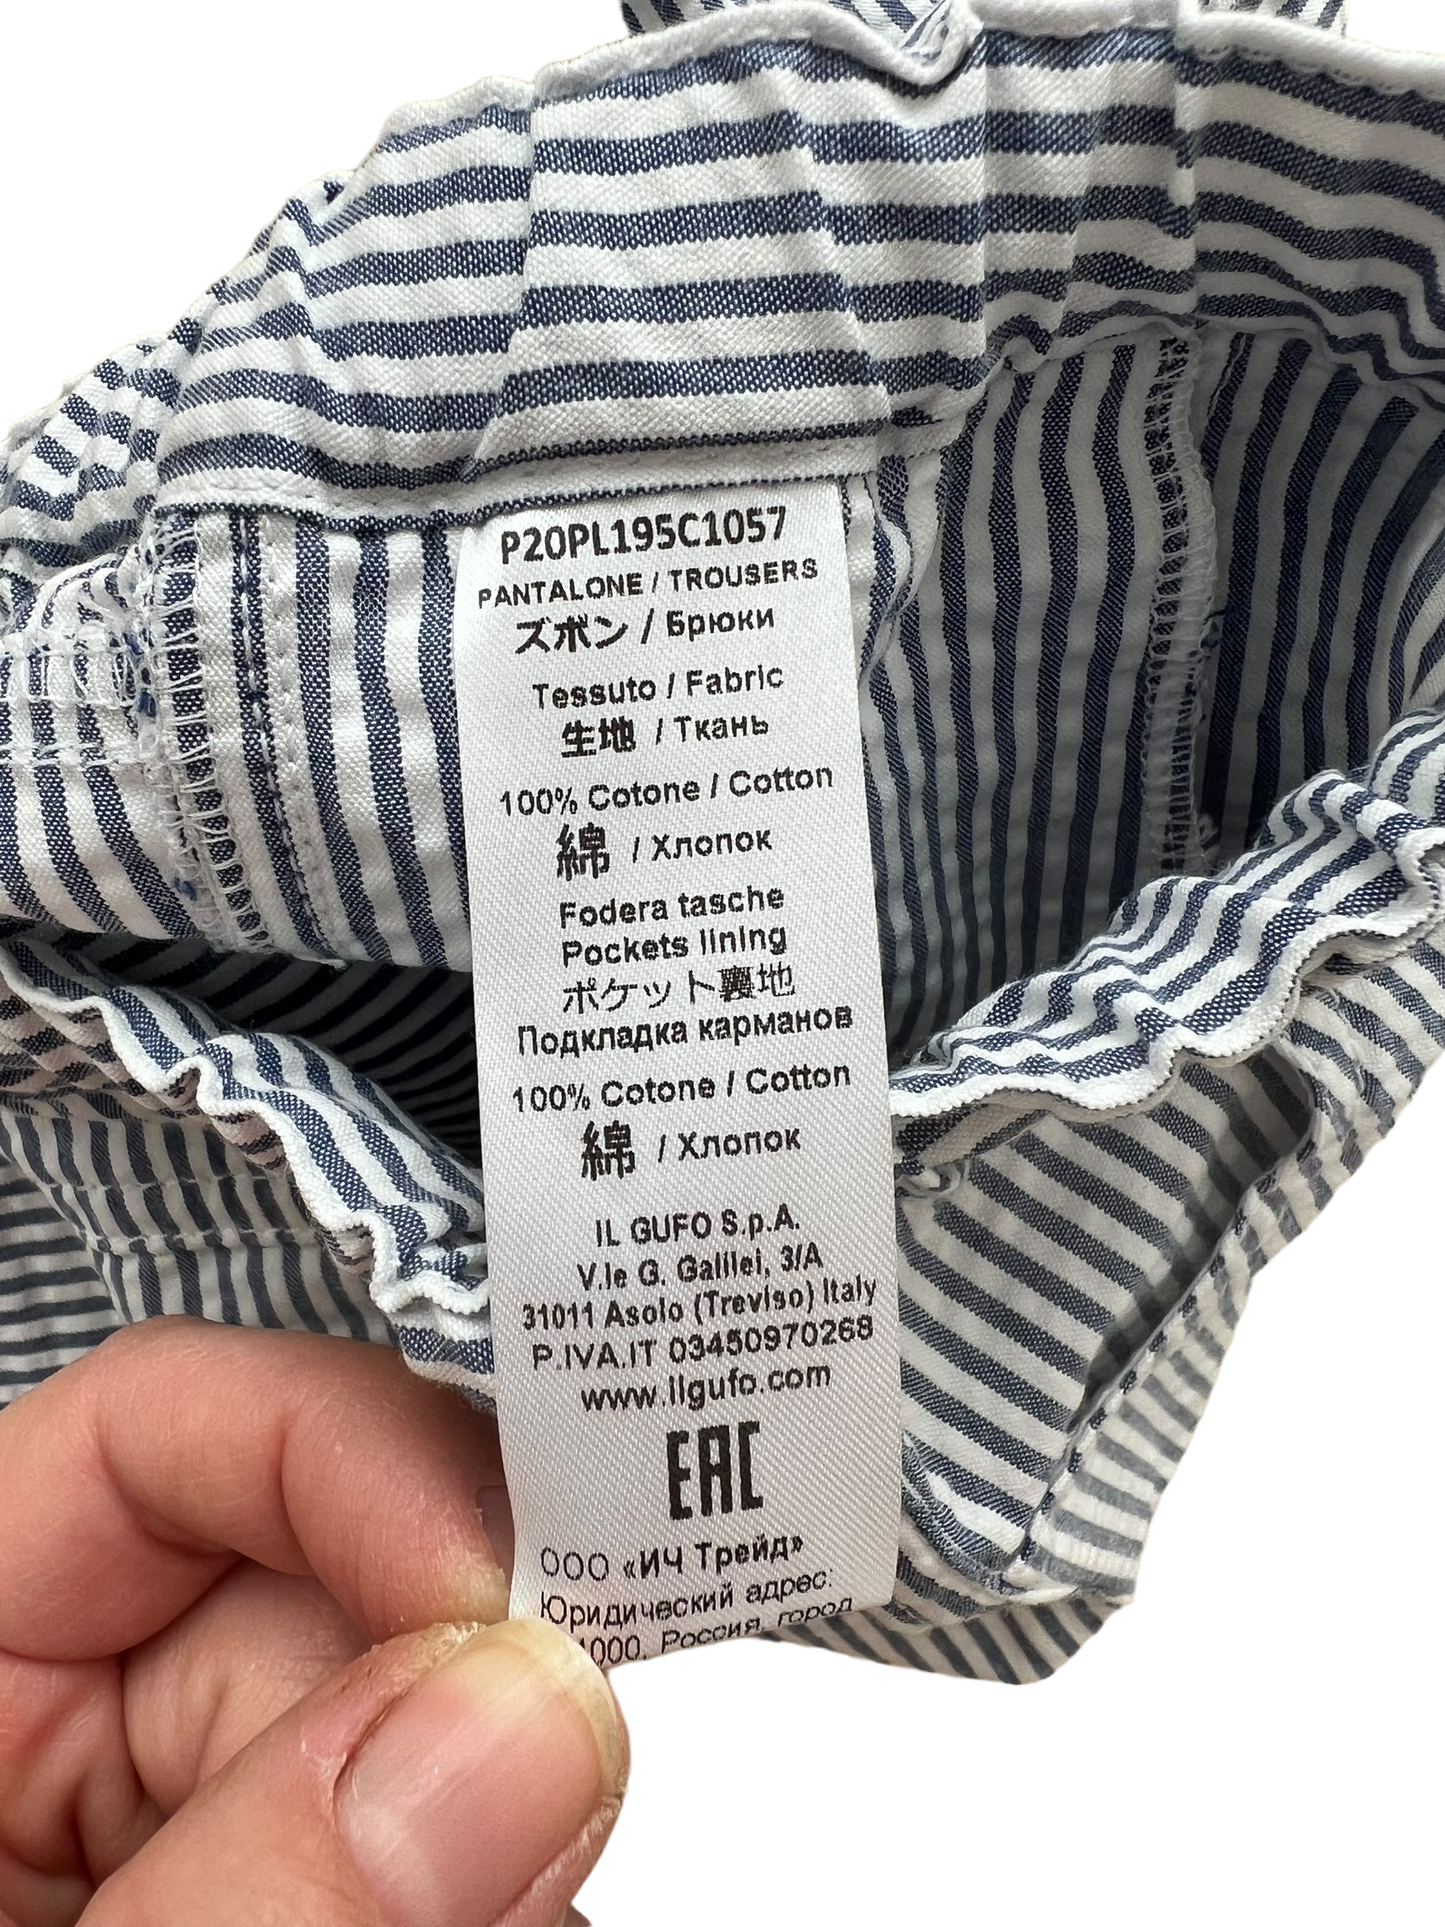 P20PL195C1057
PANTALONE / TROUSERS
ズボン / Брюки
Tessuto / Fabric
生地 / Ткань
100% Cotone / Cotton
綿 / Хлопок
Fodera tasche
Pockets lining
ポケット裏地
Подкладка карманов
100% Cotone / Cotton
綿 / Хлопок
IL GUFO S.p.A.
V.le G. Galilei, 3/A
31011 Asolo (Treviso) Italy
P.IVA.IT 03450970268
www.ilgufo.com
EAC
ООО «ИЧ Трейд»
Юридический адрес:
Россия, город